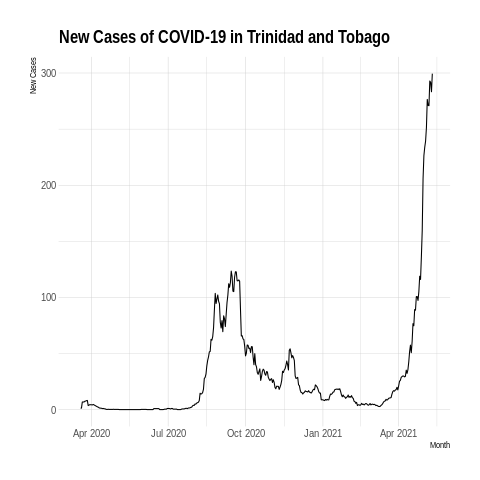 New Cases of COVID-19 in Trinidad and Tobago
New Cases
300
200
100
0
Apr 2020 Jul 2020 Oct 2020 Jan 2021 Apr 2021
Month